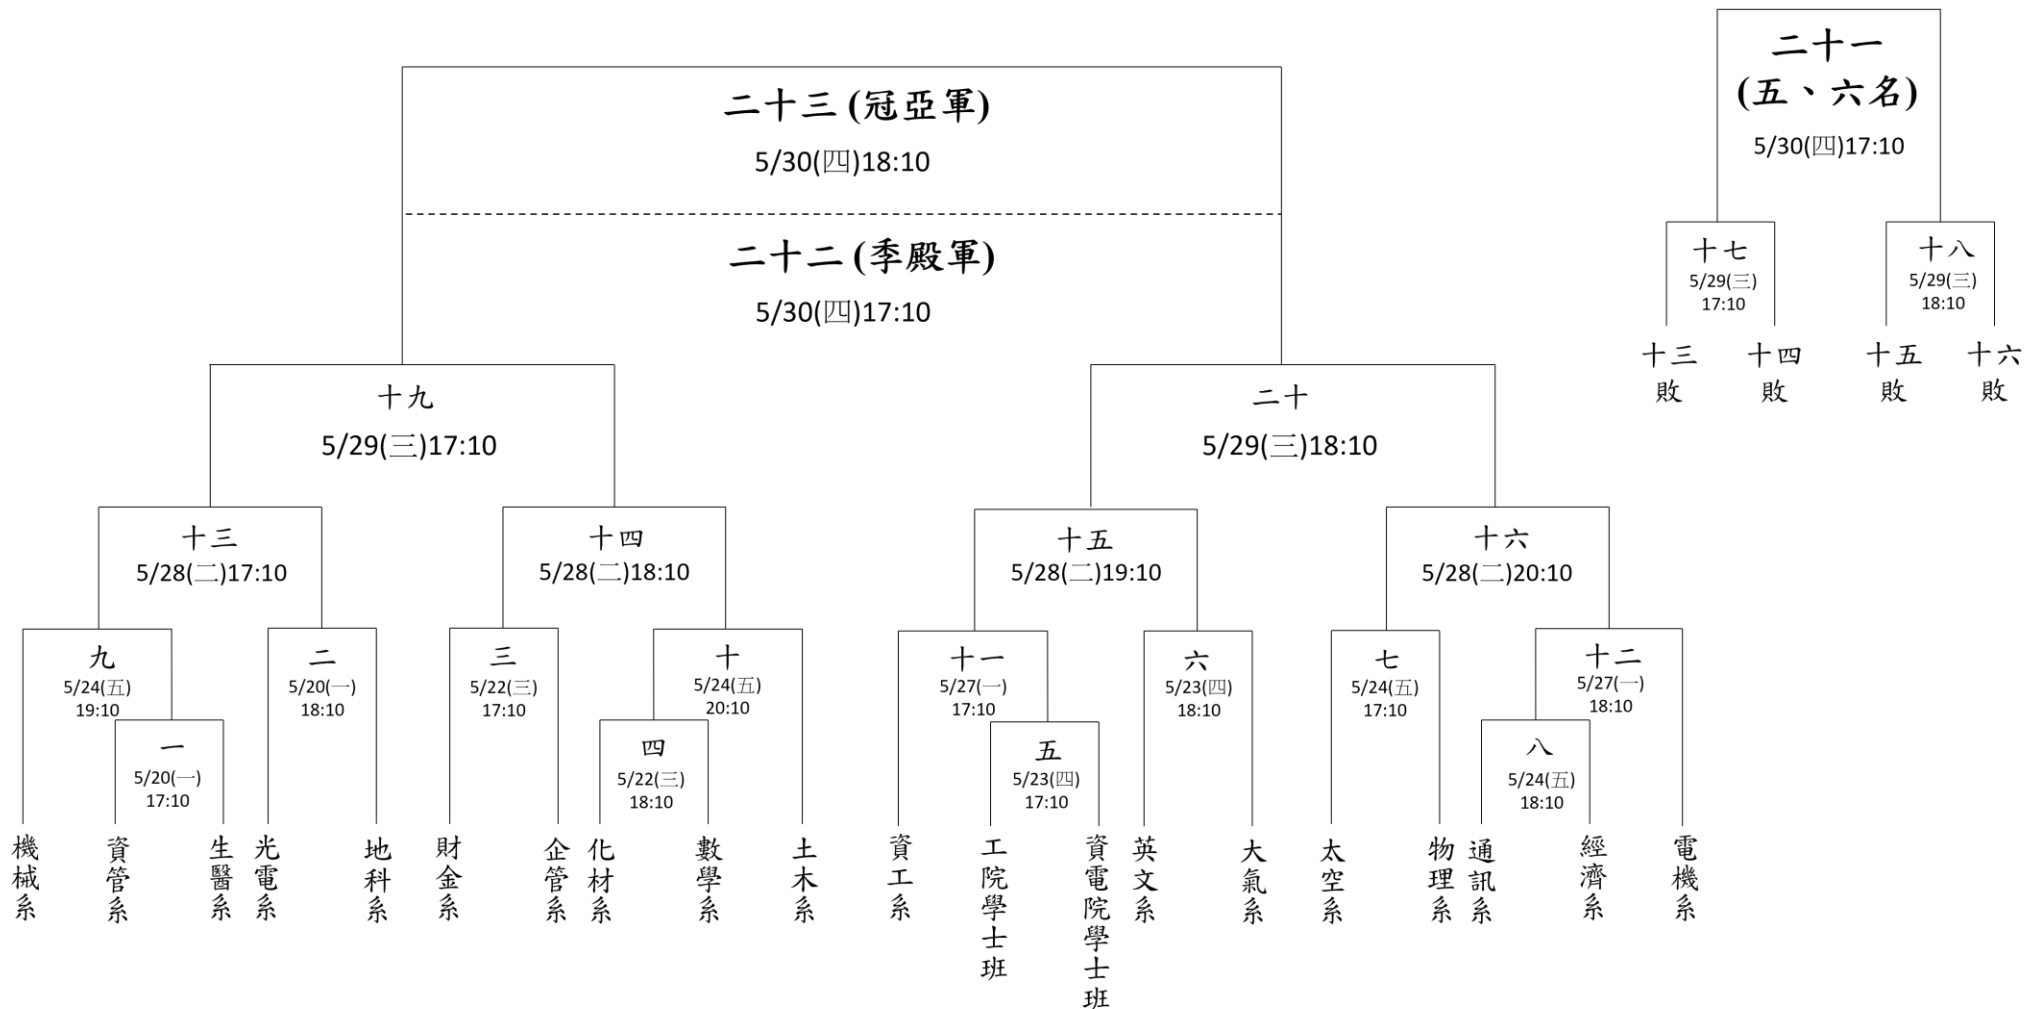 二十三 (冠亞軍)
5/30(四)18:10
二十二 (季殿軍)
5/30(四)17:10
二十一
(五、六名)
5/30(四)17:10
十七
5/29(三)
17:10
十八
5/29(三)
18:10
十三敗
十四敗
十五敗
十六敗
十九
5/29(三)17:10
二十
5/29(三)18:10
十三
5/28(二)17:10
十四
5/28(二)18:10
十五
5/28(二)19:10
十六
5/28(二)20:10
九
5/24(五)
19:10
二
5/20(一)
18:10
三
5/22(三)
17:10
十
5/24(五)
20:10
十一
5/27(一)
17:10
六
5/23(四)
18:10
七
5/24(五)
17:10
十二
5/27(一)
18:10
一
5/20(一)
17:10
四
5/22(三)
18:10
五
5/23(四)
17:10
八
5/24(五)
18:10
機械系
資管系
生醫系
光電系
地科系
財金系
企管系
化材系
數學系
土木系
資工系
工院學士班
資電院學士班
英文系
大氣系
太空系
物理系
通訊系
經濟系
電機系